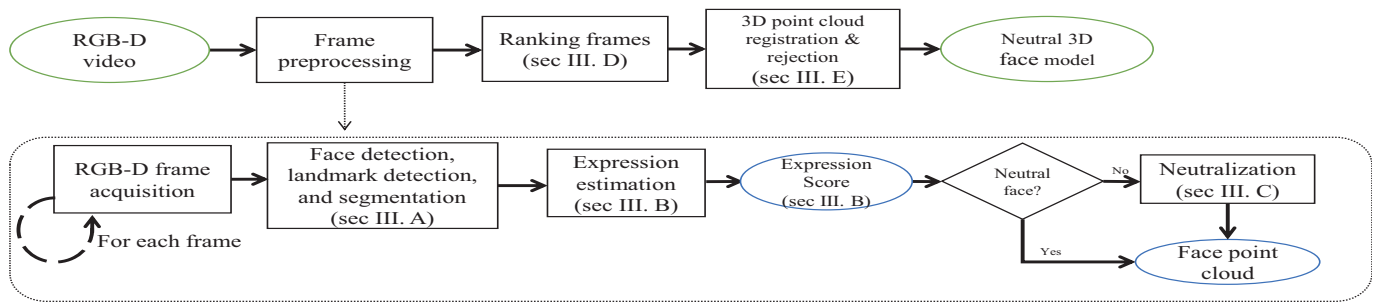 RGB-D
video
Frame
preprocessing
Ranking frames
(sec III. D)
3D point cloud
registration &
rejection
(sec III. E)
Neutral 3D
face model
RGB-D frame
acquisition
For each frame
Face detection,
landmark detection,
and segmentation
(sec III. A)
Expression
estimation
(sec III. B)
Expression
Score
(sec III. B)
Neutral
face?
No
Yes
Neutralization
(sec III. C)
Face point
cloud